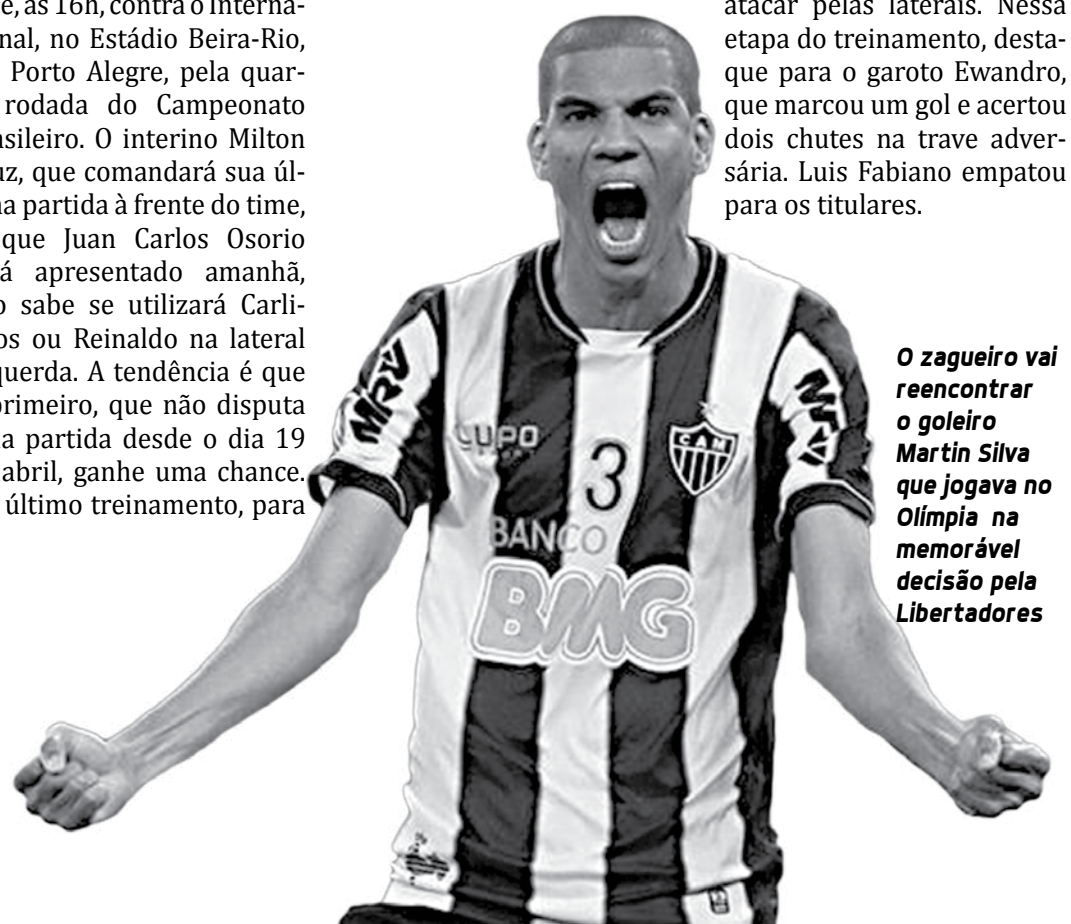 e, às 16h, contra o Interna-
nal, no Estádio Beira-Rio,
Porto Alegre, pela quar-
rodada do Campeonato
sileiro. O interino Milton
uz, que comandará sua úl-
a partida à frente do time,
que Juan Carlos Osorio
á apresentado amanhã,
o sabe se utilizará Carli-
os ou Reinaldo na lateral
querda. A tendência é que
primeiro, que não disputa
a partida desde o dia 19
abril, ganhe uma chance.
último treinamento, para
atacar pelas laterais. Nessa
etapa do treinamento, desta-
que para o garoto Ewandro,
que marcou um gol e acertou
dois chutes na trave adver-
sária. Luis Fabiano empatou
para os titulares.
O zagueiro vai
reencontrar
o goleiro
Martin Silva
que jogava no
Olímpia na
memorável
decisão pela
Libertadores
MRV
LUPO
CAM
MRV
3
BANCO
BMG